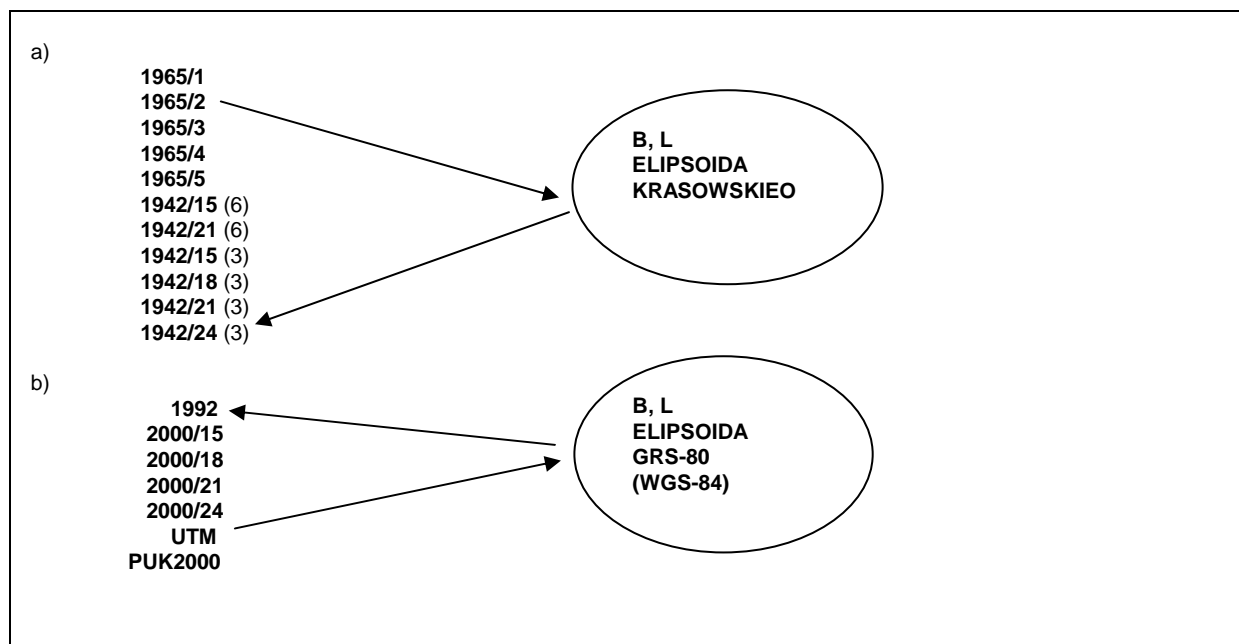 a)
1965/1
1965/2
1965/3
1965/4
1965/5
1942/15 (6)
1942/21 (6)
1942/15 (3)
1942/18 (3)
1942/21 (3)
1942/24 (3)
B, L
ELIPSOIDA
KRASOWSKIEO
b)
1992
2000/15
2000/18
2000/21
2000/24
UTM
PUK2000
B, L
ELIPSOIDA
GRS-80
(WGS-84)